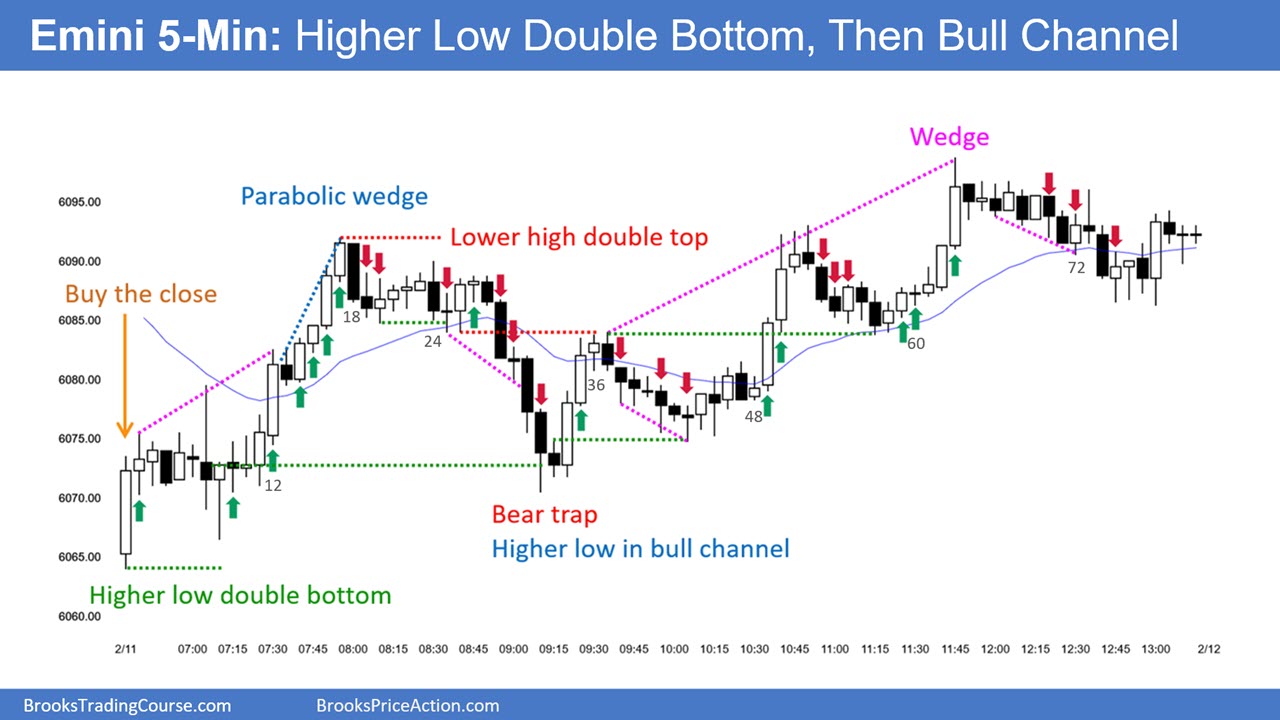 Emini 5-Min: Higher Low Double Bottom, Then Bull Channel
Wedge
Parabolic wedge
6095.00
Lower high double top
6090.00
Buy the close
6085.00
18
24
60
72
6080.00
36
48
6075.00
12
6070.00
Bear trap
6065.00
Higher low in bull channel
Higher low double bottom
6060.00
2/11 07:00 07:15 07:30 07:45 08:00 08:15 08:30 08:45 09:00 09:15 09:30 09:45 10:00 10:15 10:30 10:45 11:00 11:15 11:30 11:45 12:00 12:15 12:30 12:45 13:00 2/12
BrooksTradingCourse.com BrooksPriceAction.com